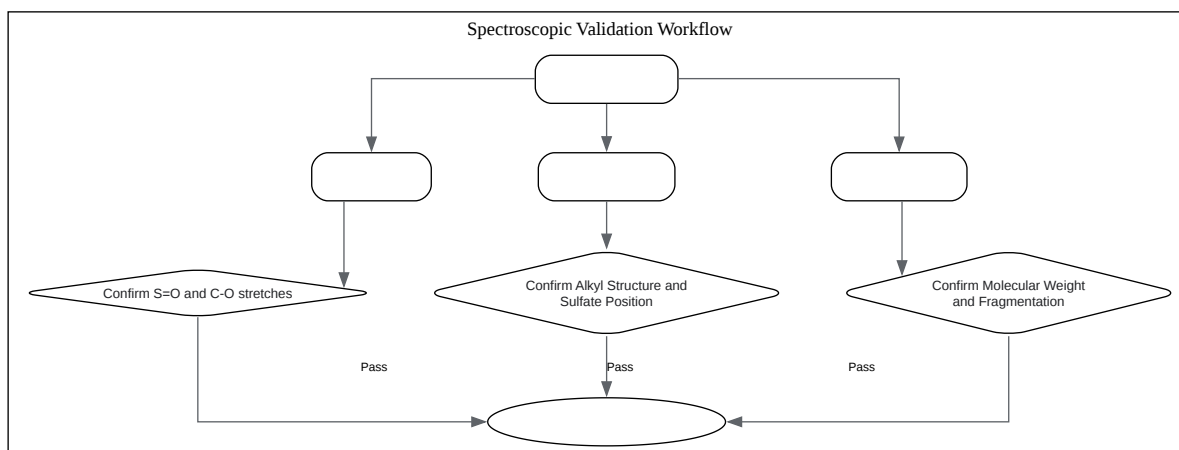 Spectroscopic Validation Workflow
Confirm S=O and C-O stretches
Confirm Alkyl Structure and
Sulfate Position
Confirm Molecular Weight
and Fragmentation
Pass
Pass
Pass